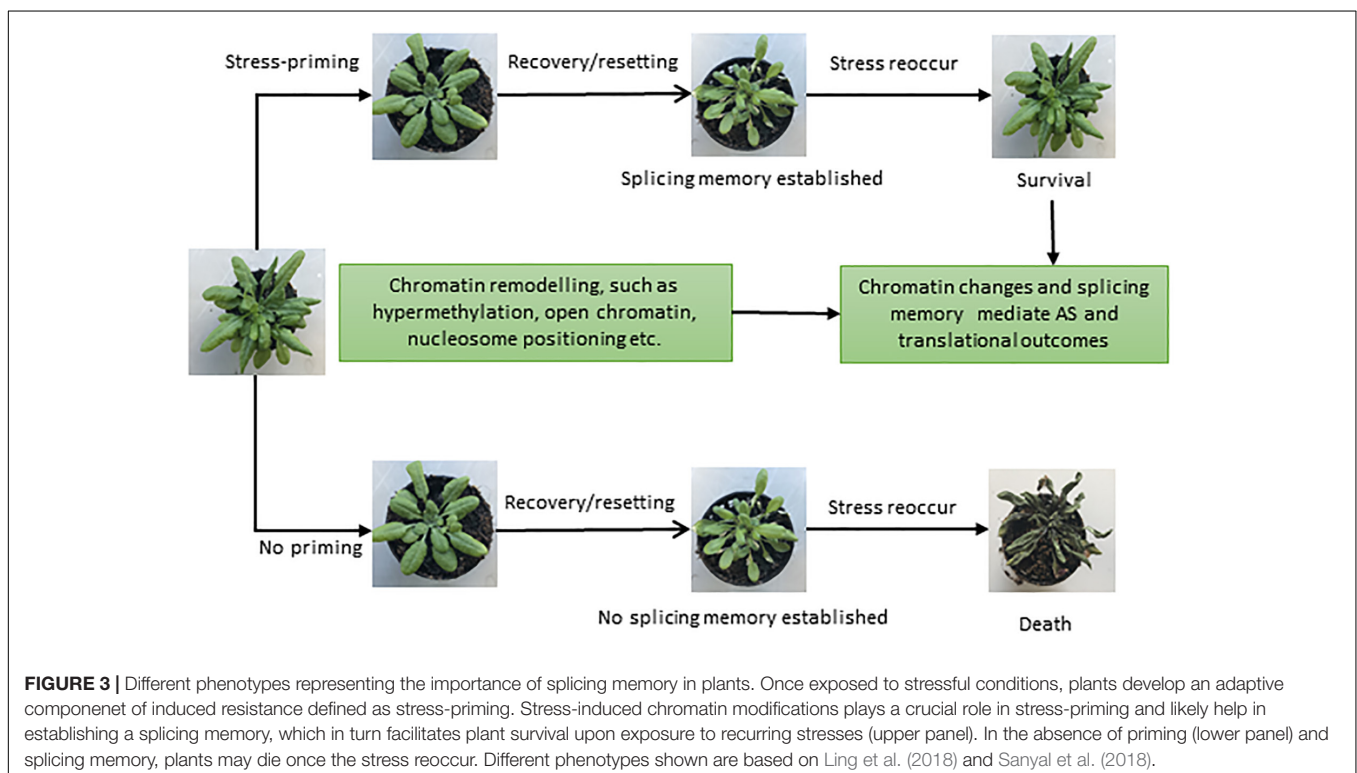 Stress-priming
Recovery/resetting
Stress reoccur
Splicing memory established
Survival
Chromatin remodelling, such as
hypermethylation, open chromatin,
nucleosome positioning etc.
Chromatin changes and splicing
memory mediate AS and
translational outcomes
No priming
Recovery/resetting
Stress reoccur
No splicing memory established
Death
FIGURE 3 | Different phenotypes representing the importance of splicing memory in plants. Once exposed to stressful conditions, plants develop an adaptive
componenet of induced resistance defined as stress-priming. Stress-induced chromatin modifications plays a crucial role in stress-priming and likely help in
establishing a splicing memory, which in turn facilitates plant survival upon exposure to recurring stresses (upper panel). In the absence of priming (lower panel) and
splicing memory, plants may die once the stress reoccur. Different phenotypes shown are based on Ling et al. (2018) and Sanyal et al. (2018).